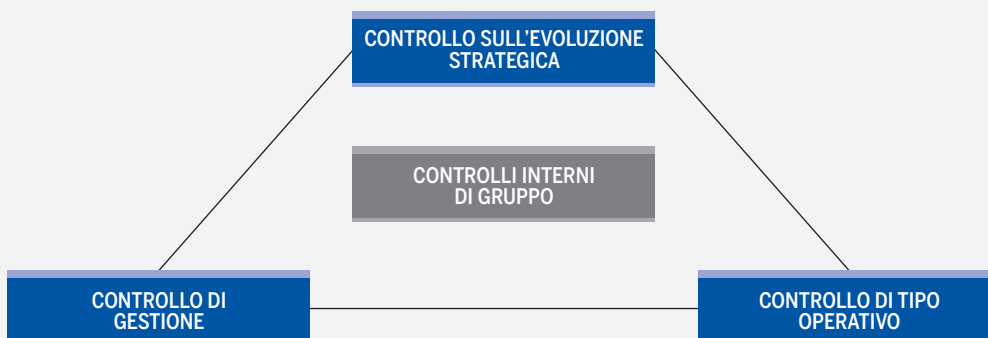 CONTROLLO SULL’EVOLUZIONE
STRATEGICA
CONTROLLI INTERNI
DI GRUPPO
CONTROLLO DI
GESTIONE
CONTROLLO DI TIPO
OPERATIVO